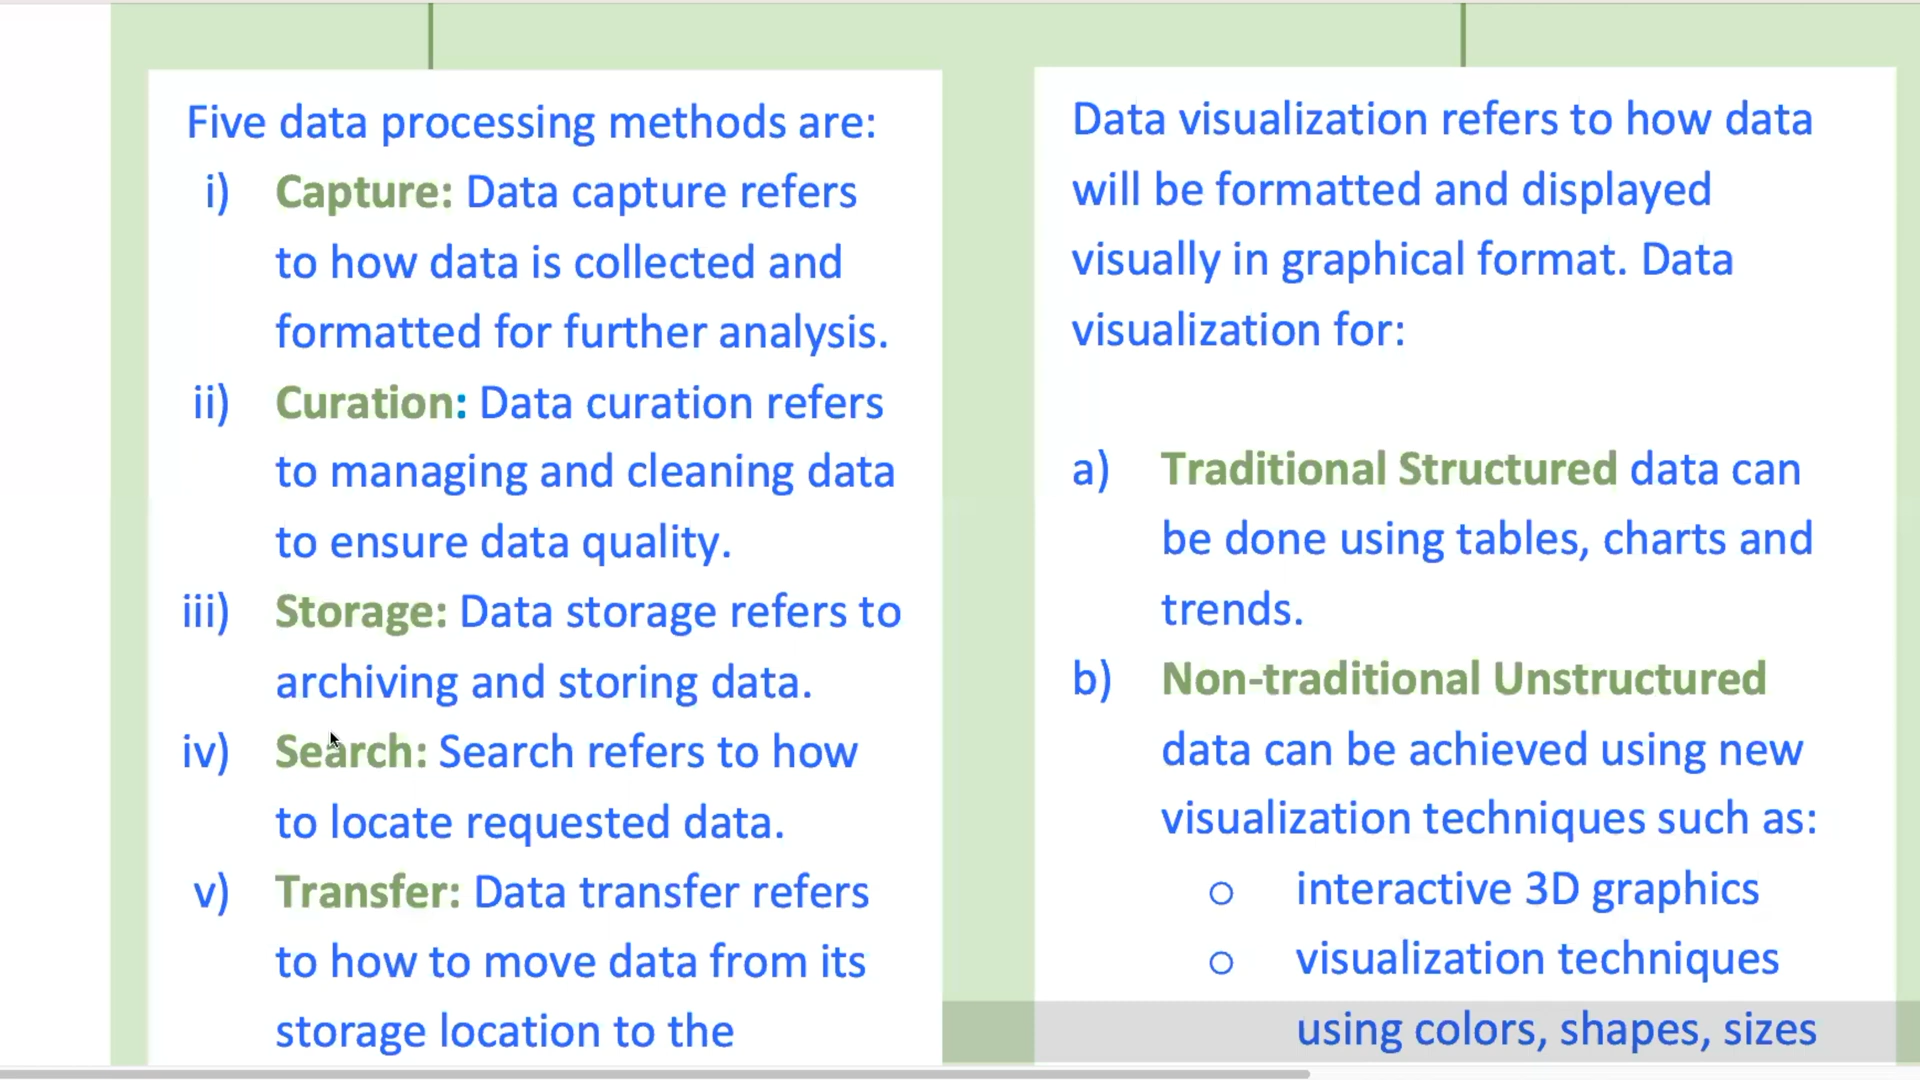 Five data processing methods are:
i) Capture: Data capture refers
to how data is collected and
formatted for further analysis.
ii) Curation: Data curation refers
to managing and cleaning data
to ensure data quality.
iii) Storage: Data storage refers to
archiving and storing data.
iv) Search: Search refers to how
to locate requested data.
v) Transfer: Data transfer refers
to how to move data from its
storage location to the
Data visualization refers to how data
will be formatted and displayed
visually in graphical format. Data
visualization for:
a) Traditional Structured data can
be done using tables, charts and
trends.
b) Non-traditional Unstructured
data can be achieved using new
visualization techniques such as:
o interactive 3D graphics
o visualization techniques
using colors, shapes, sizes